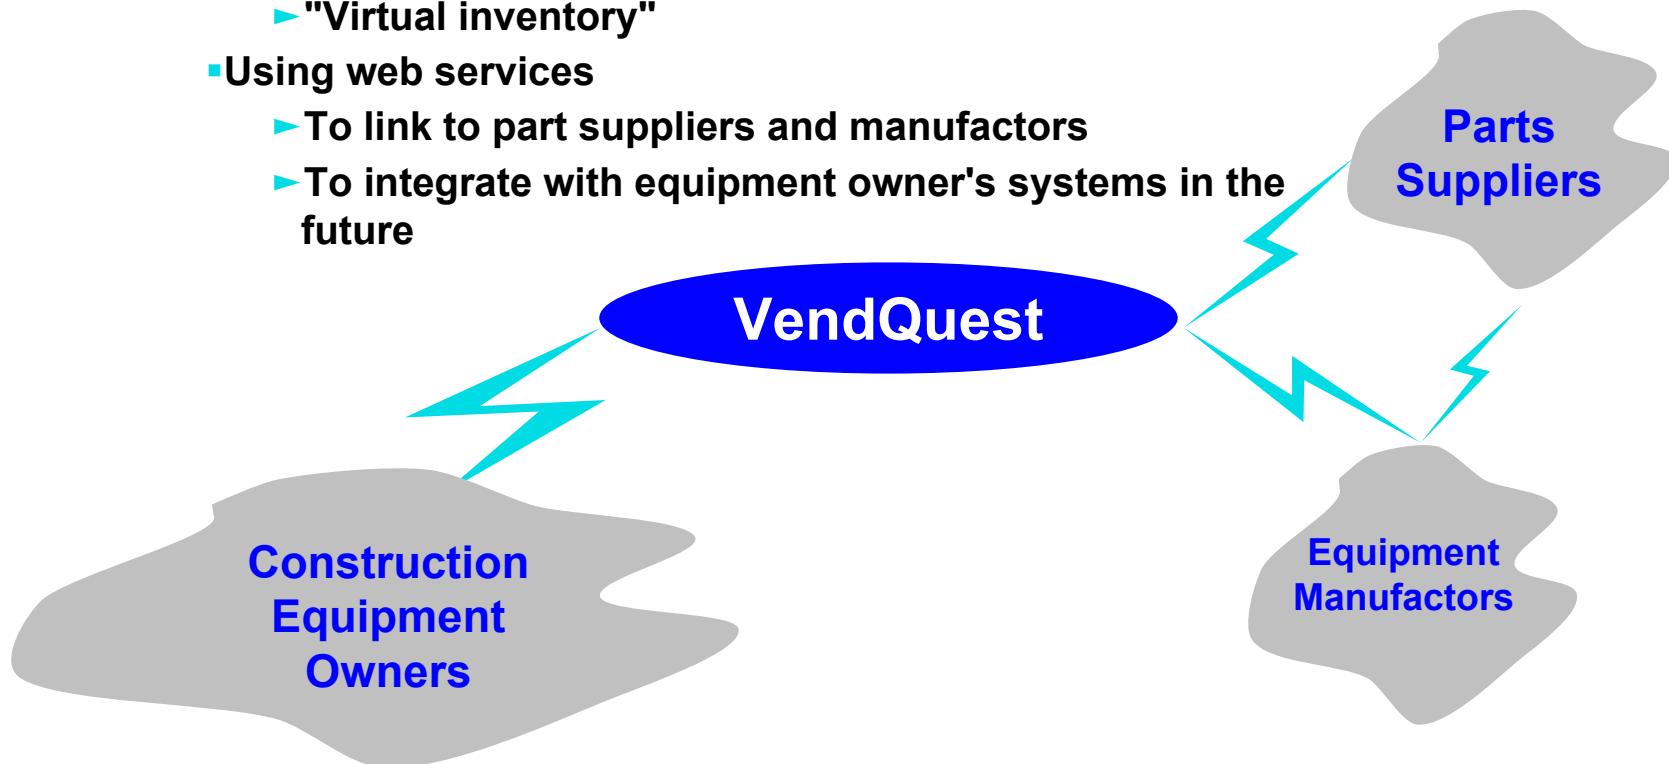 ►"Virtual inventory"
▪Using web services
►To link to part suppliers and manufactors
►To integrate with equipment owner's systems in the
future
Parts
Suppliers
VendQuest
Construction
Equipment
Owners
Equipment
Manufactors